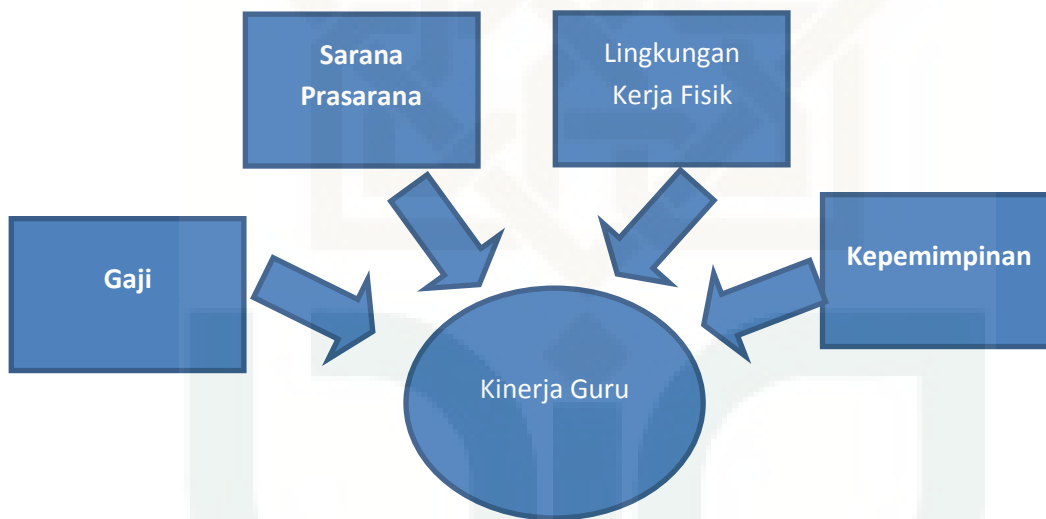 Sarana
Prasarana
Lingkungan
Kerja Fisik
Gaji
Kepemimpinan
Kinerja Guru